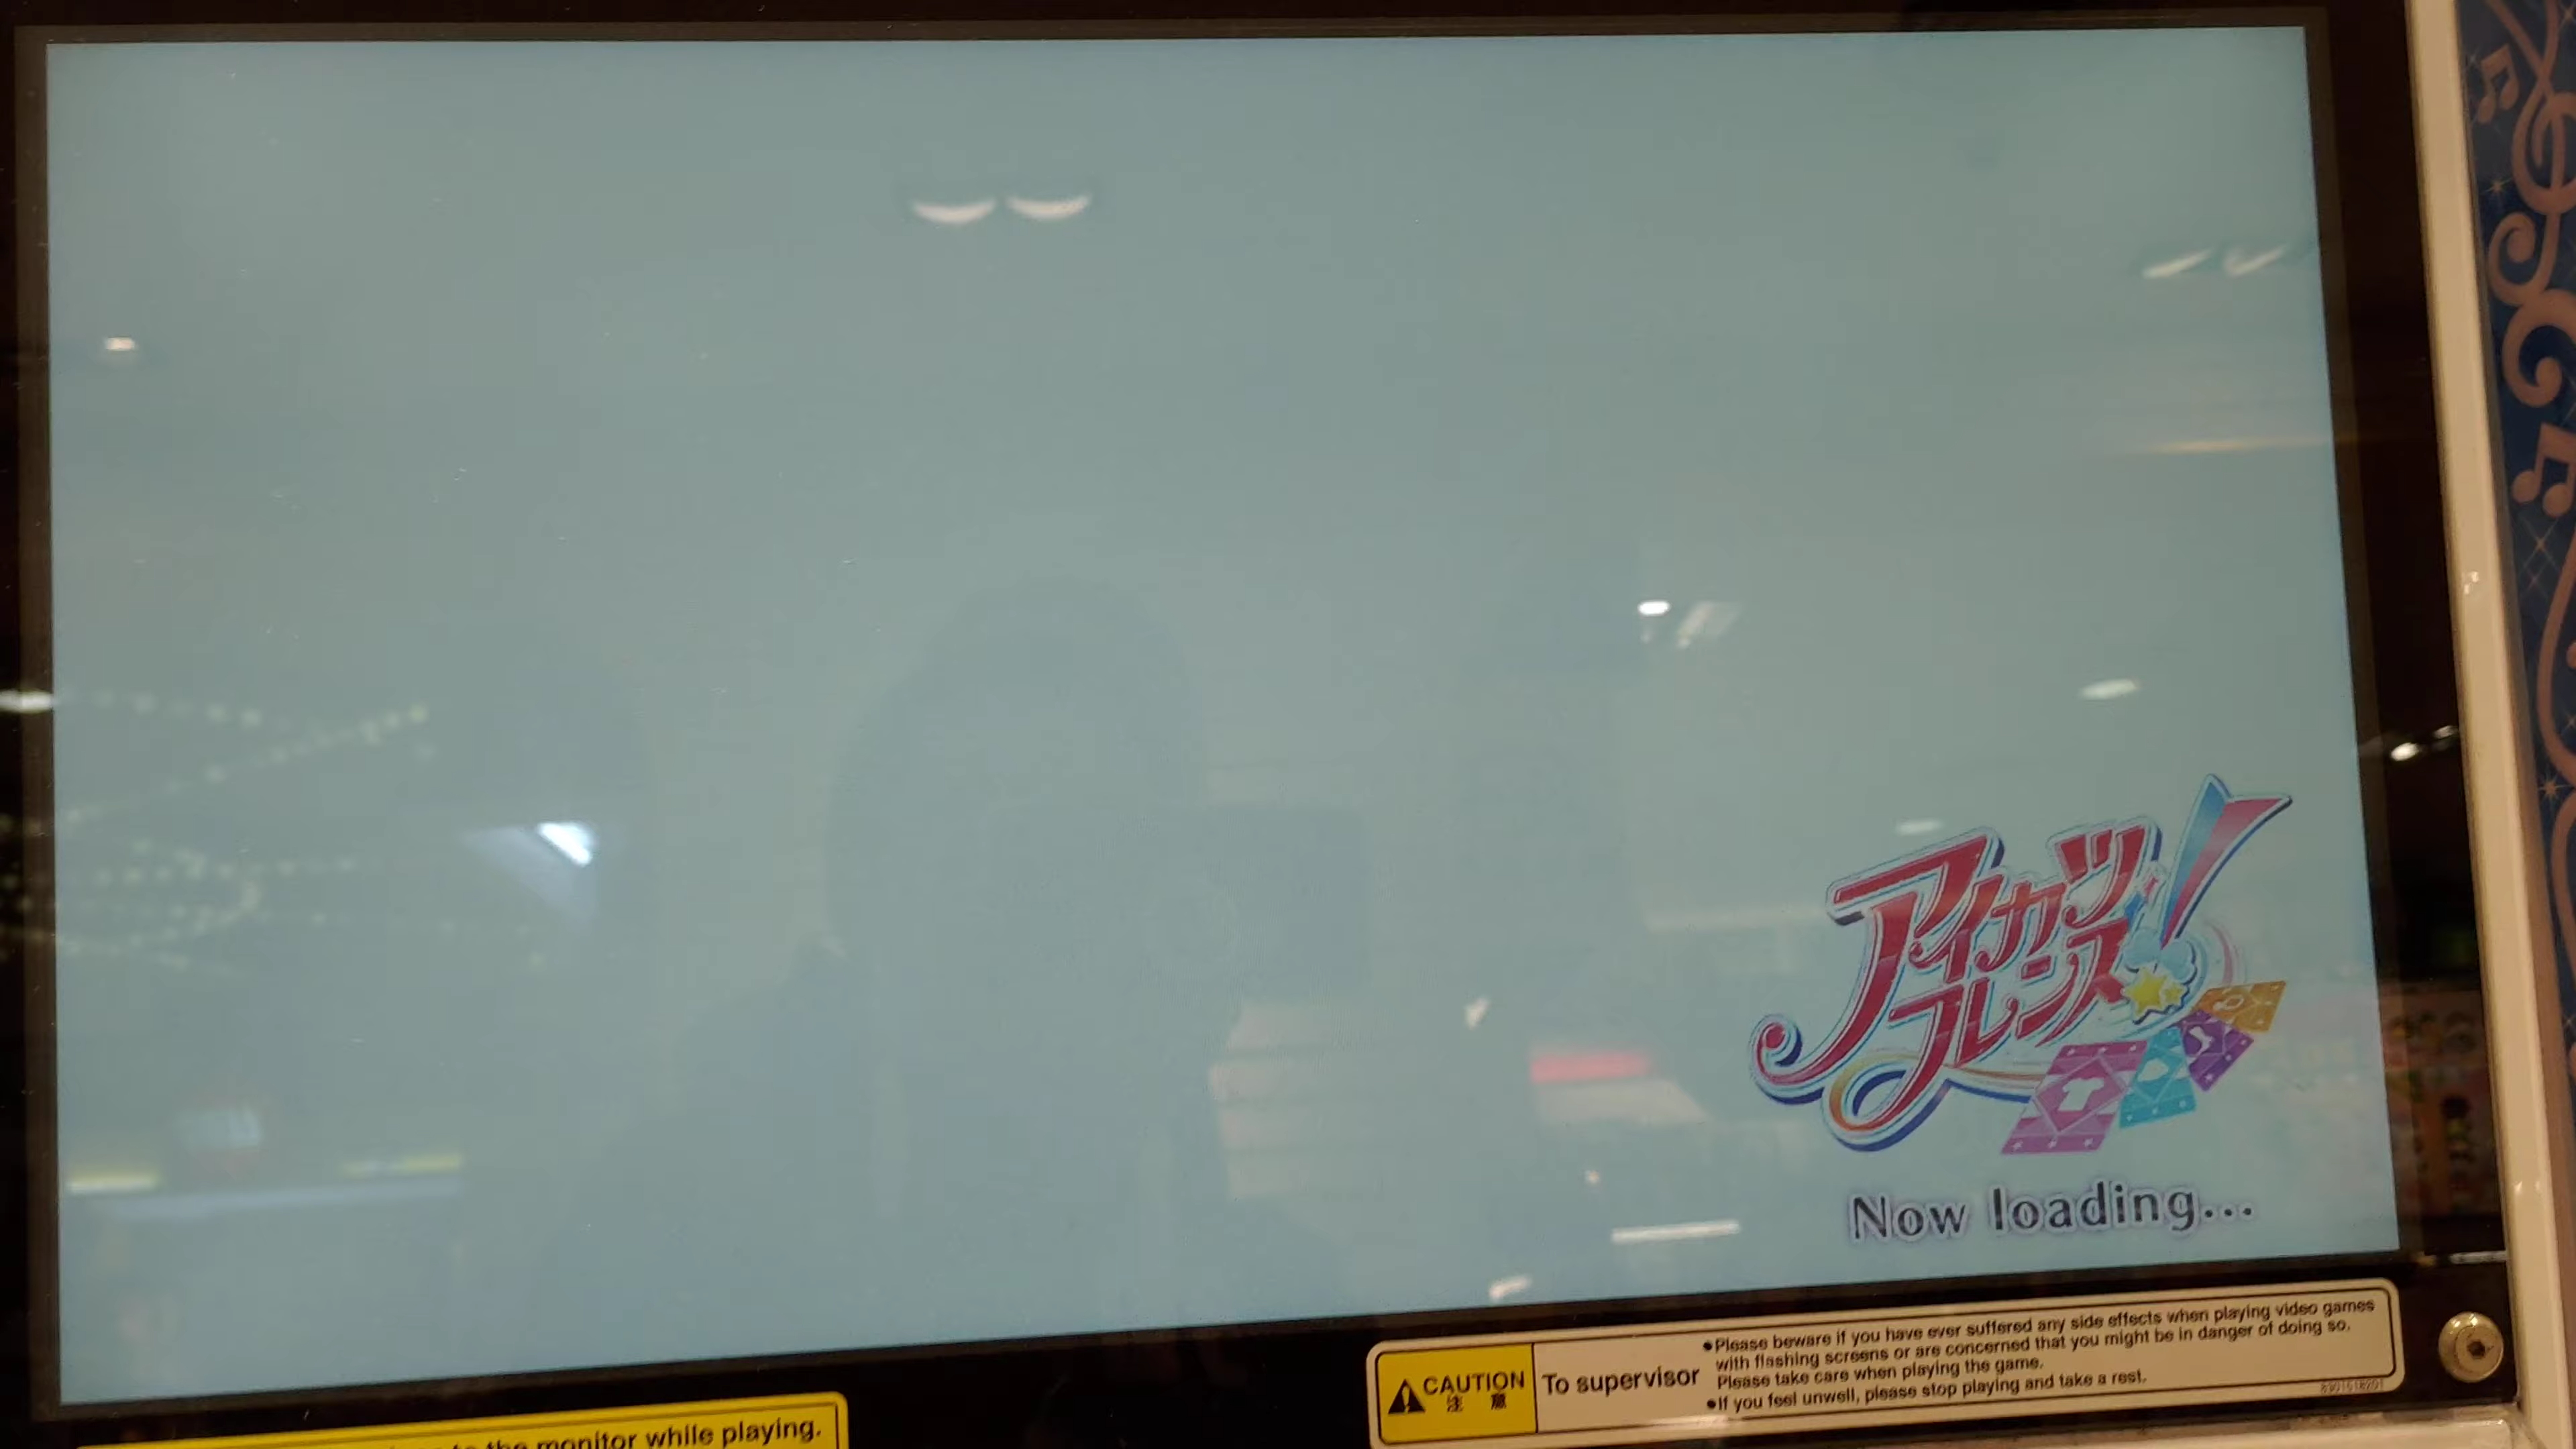 アイカツ!
フレンズ
Now loading...
CAUTION
注 意
To supervisor
●Please beware if you have ever suffered any side effects when playing video games
with flashing screens or are concerned that you might be in danger of doing so.
Please take care when playing the game.
●If you feel unwell, please stop playing and take a rest.
the monitor while playing.